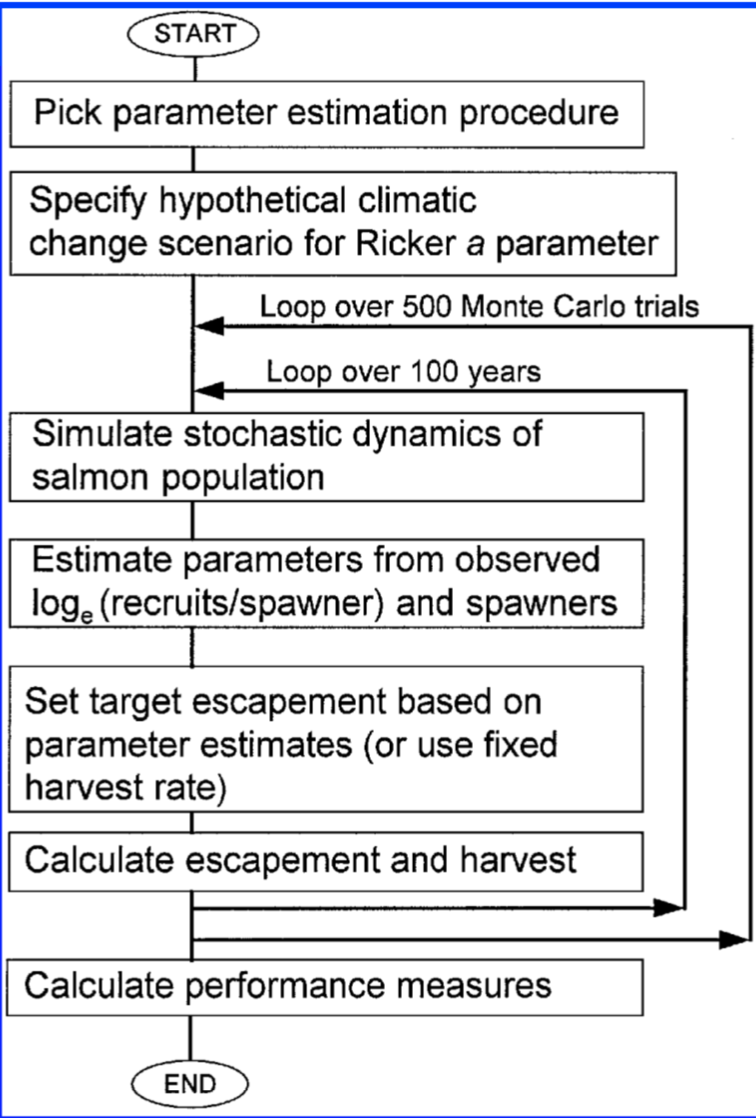 START
Pick parameter estimation procedure
Specify hypothetical climatic
change scenario for Ricker a parameter
Loop over 500 Monte Carlo trials
Loop over 100 years
Simulate stochastic dynamics of
salmon population
Estimate parameters from observed
logₑ (recruits/spawner) and spawners
Set target escapement based on
parameter estimates (or use fixed
harvest rate)
Calculate escapement and harvest
Calculate performance measures
END